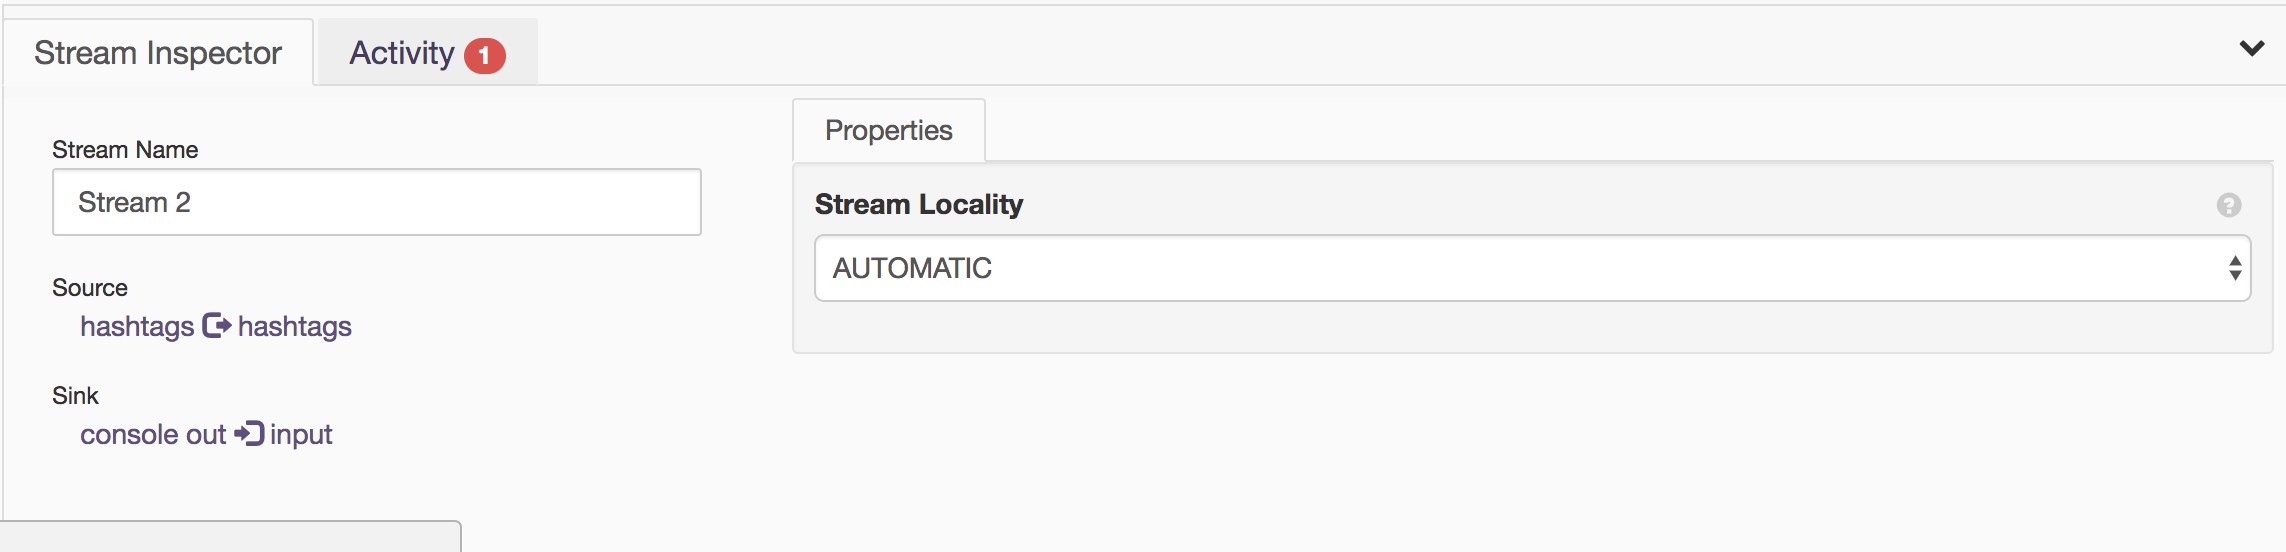 Stream Inspector
Activity 1
Stream Name
Stream 2
Source
hashtags hashtags
Sink
console out input
Properties
Stream Locality
?
AUTOMATIC